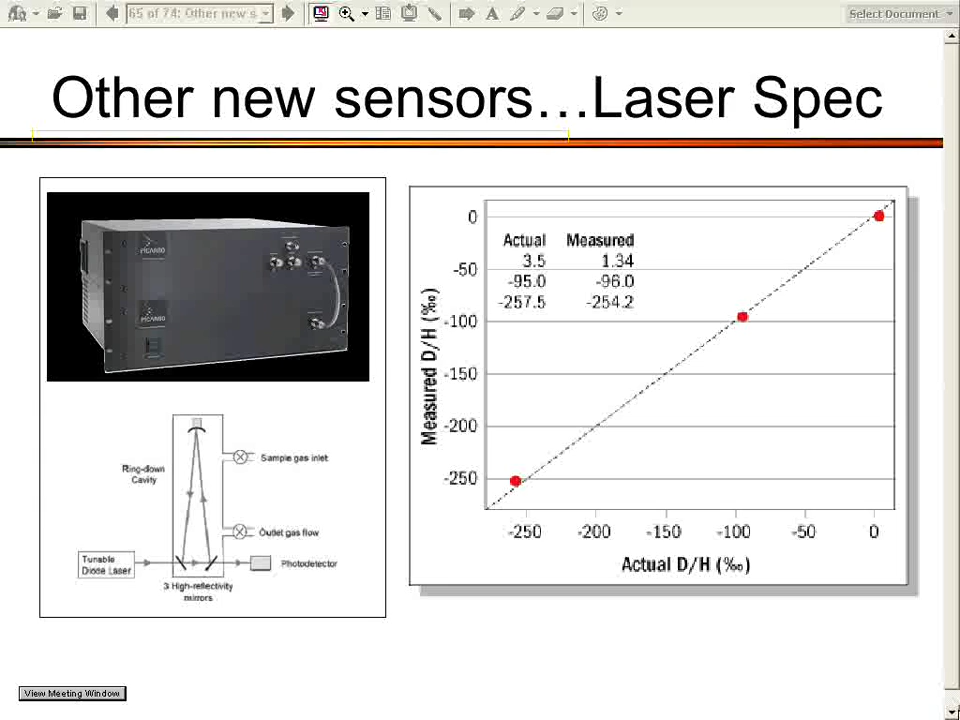 65 of 74: Other new s
Select Document
Other new sensors...Laser Spec
PICARRO
PICARRO
Ring-down
Cavity
Sample gas inlet
Outlet gas flow
Tunable
Diode Laser
Photodetector
3 High-reflectivity
mirrors
Actual Measured
3.5 1.34
-95.0 -96.0
-257.5 -254.2
0
-50
-100
-150
-200
-250
Measured D/H (‰)
-250 -200 -150 -100 -50 0
Actual D/H (‰)
View Meeting Window